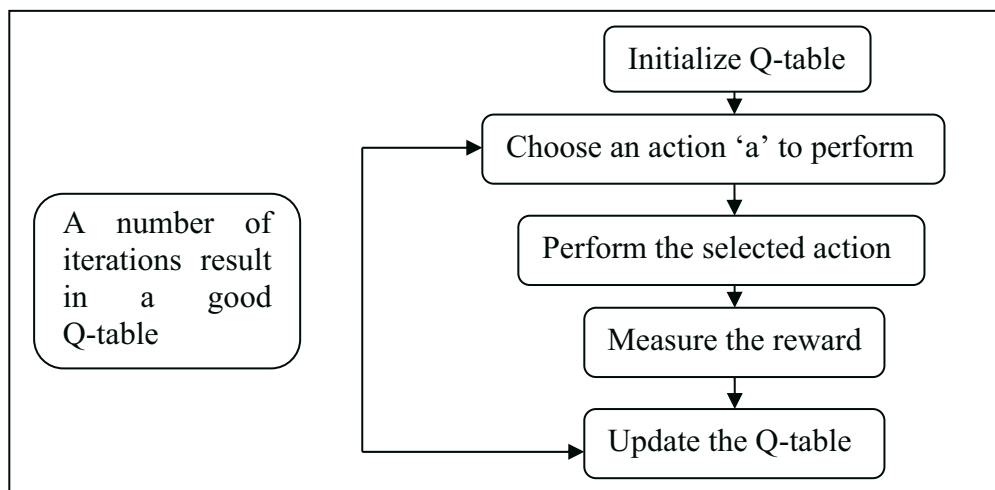 Initialize Q-table
Choose an action ‘a’ to perform
Perform the selected action
Measure the reward
Update the Q-table
A number of
iterations result
in a good
Q-table